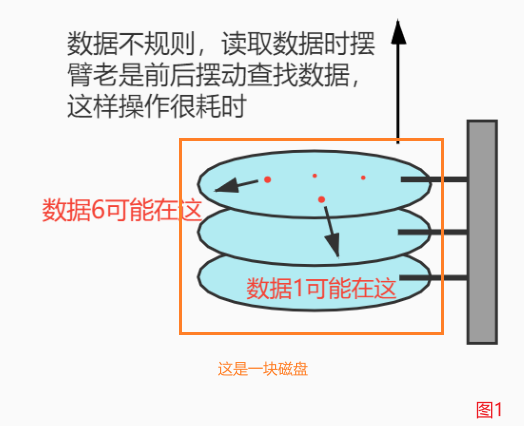 数据不规则，读取数据时摆
臂老是前后摆动查找数据，
这样操作很耗时
数据6可能在这
数据1可能在这
这是一块磁盘
图1